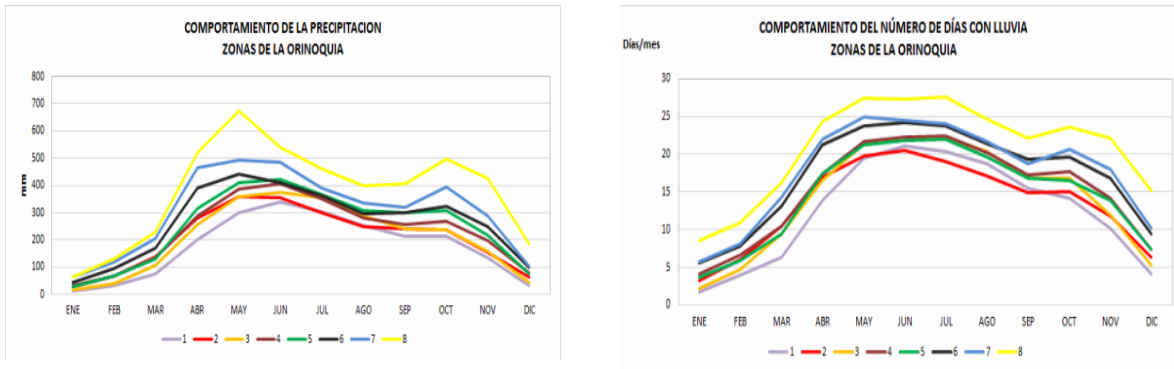 COMPORTAMIENTO DE LA PRECIPITACION
ZONAS DE LA ORINOQUIA
800
700
600
500
400
300
200
100
0
mm
ENE FEB MAR ABR MAY JUN JUL AGO SEP OCT NOV DIC
1 2 3 4 5 6 7 8
COMPORTAMIENTO DEL NÚMERO DE DÍAS CON LLUVIA
Días/mes
ZONAS DE LA ORINOQUIA
30
25
20
15
10
5
0
ENE FEB MAR ABR MAY JUN JUL AGO SEP OCT NOV DIC
1 2 3 4 5 6 7 8